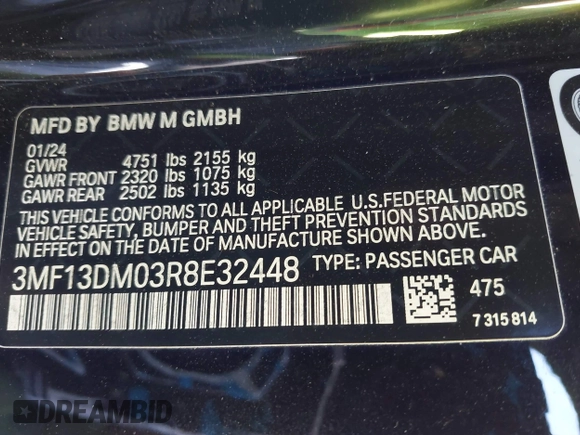 MFD BY BMW M GMBH
01/24
GVWR 4751 lbs 2155 kg
GAWR FRONT 2320 lbs 1075 kg
GAWR REAR 2502 lbs 1135 kg
THIS VEHICLE CONFORMS TO ALL APPLICABLE U.S.FEDERAL MOTOR
VEHICLE SAFETY, BUMPER AND THEFT PREVENTION STANDARDS
IN EFFECT ON THE DATE OF MANUFACTURE SHOWN ABOVE.
3MF13DM03R8E32448 TYPE: PASSENGER CAR
475
7 315 814
DREAMBID